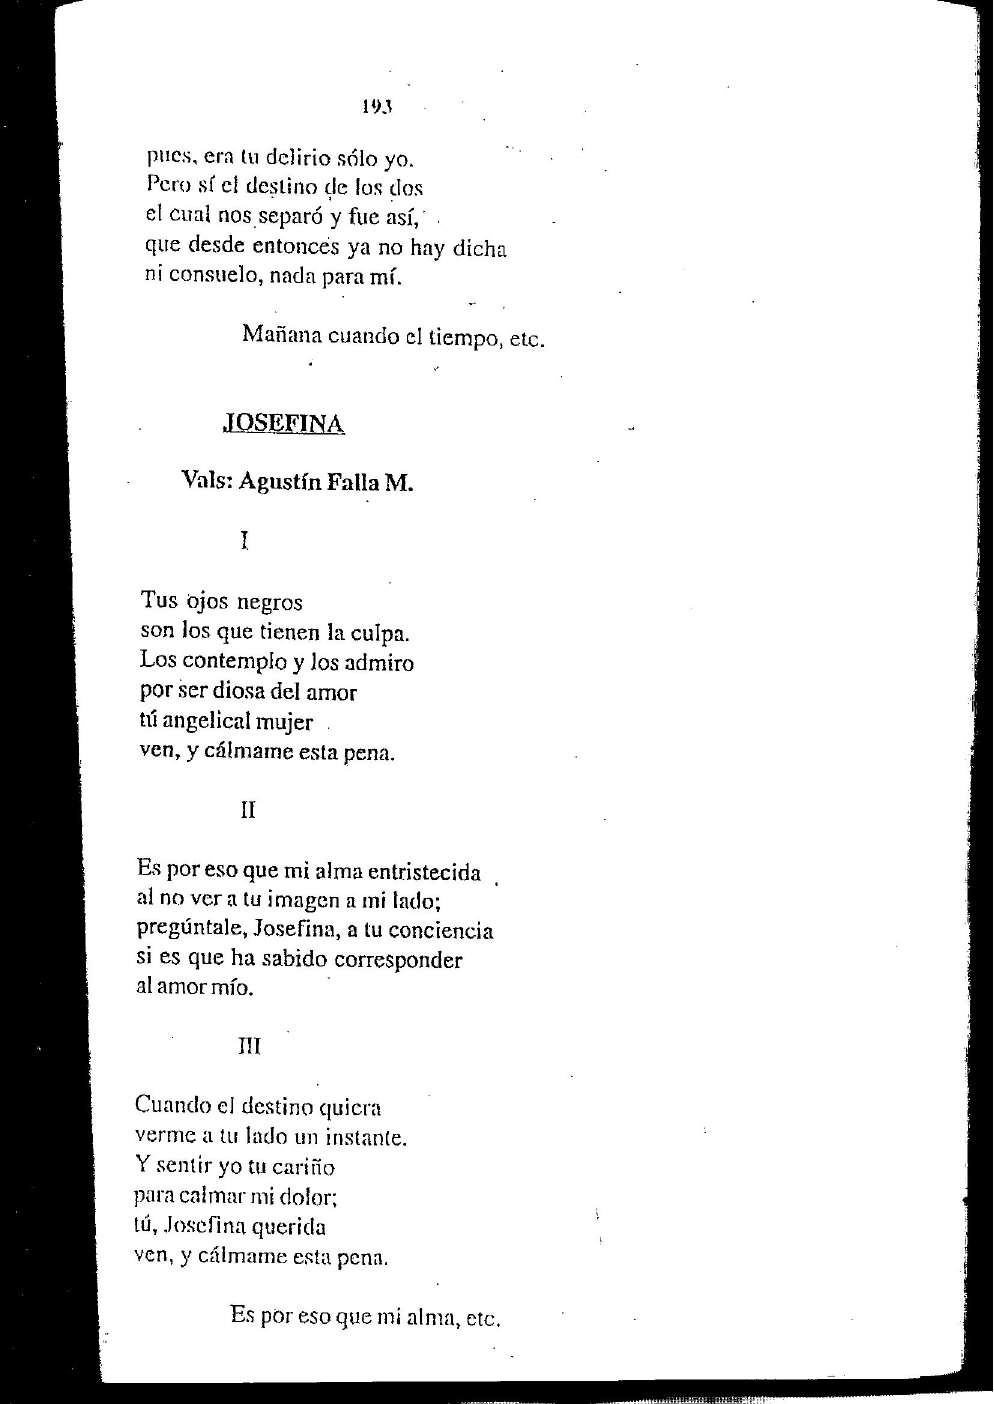 193
pues, era tu delirio sólo yo.
Pero sí el destino de los dos
el cual nos separó y fue así,
que desde entonces ya no hay dicha
ni consuelo, nada para mí.
Mañana cuando el tiempo, etc.
JOSEFINA
Vals: Agustín Falla M.
I
Tus ojos negros
son los que tienen la culpa.
Los contemplo y los admiro
por ser diosa del amor
tú angelical mujer
ven, y cálmame esta pena.
II
Es por eso que mi alma entristecida
al no ver a tu imagen a mi lado;
pregúntale, Josefina, a tu conciencia
si es que ha sabido corresponder
al amor mío.
III
Cuando el destino quiera
verme a tu lado un instante.
Y sentir yo tu cariño
para calmar mi dolor;
tú, Josefina querida
ven, y cálmame esta pena.
Es por eso que mi alma, etc.